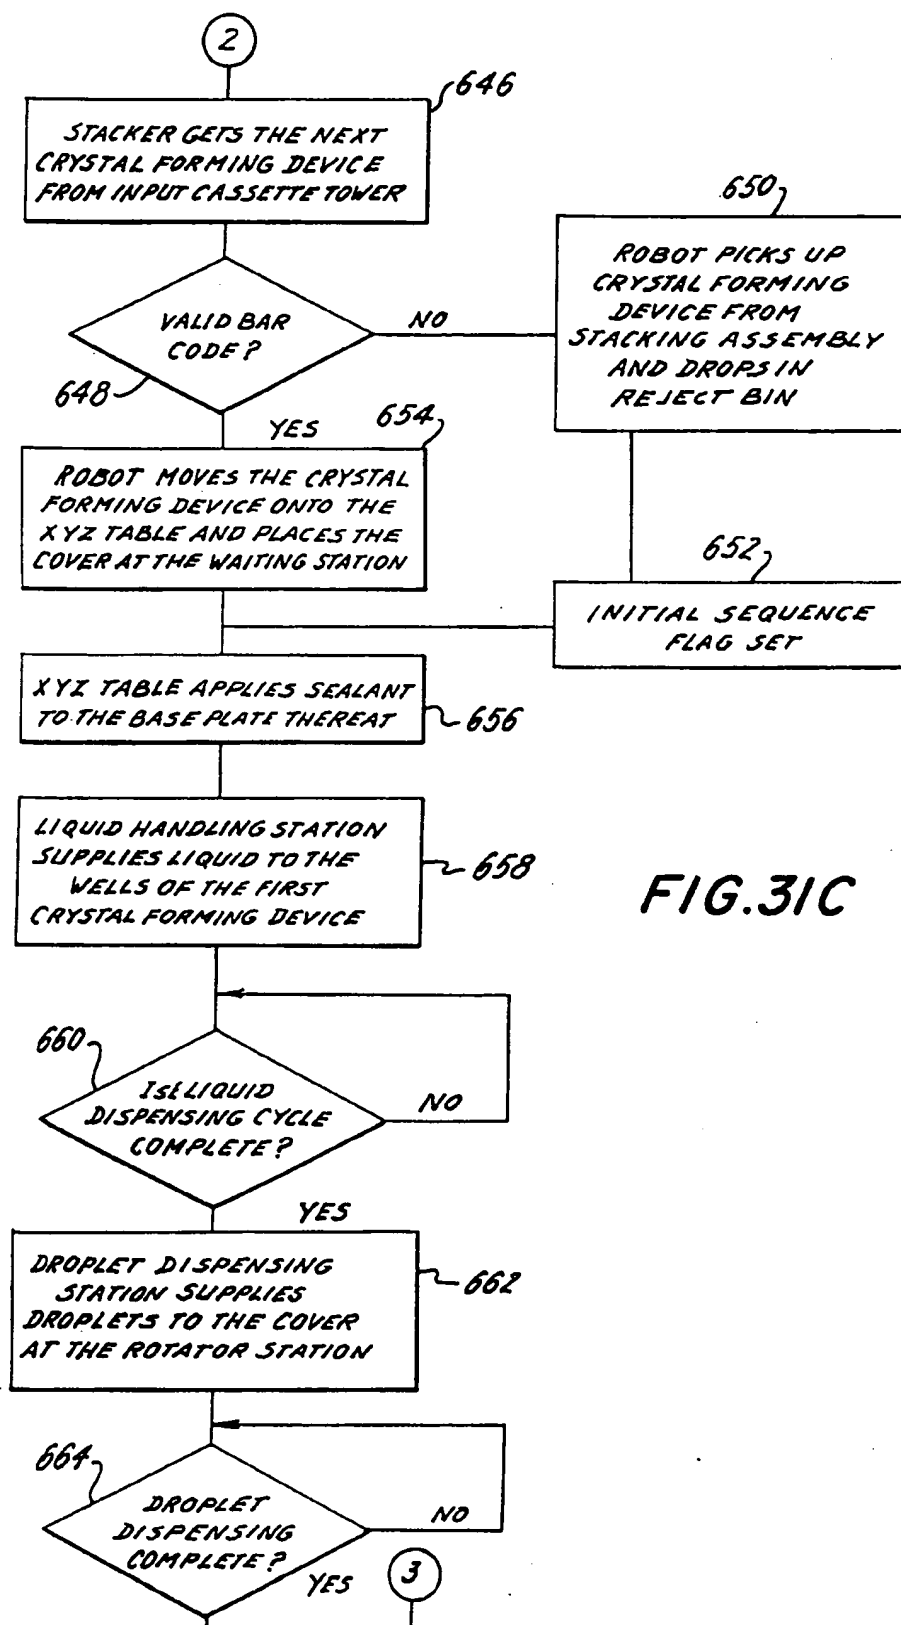 2
646
STACKER GETS THE NEXT
CRYSTAL FORMING DEVICE
FROM INPUT CASSETTE TOWER
650
ROBOT PICKS UP
CRYSTAL FORMING
DEVICE FROM
STACKING ASSEMBLY
AND DROPS IN
REJECT BIN
VALID BAR
CODE?
NO
648
YES
654
ROBOT MOVES THE CRYSTAL
FORMING DEVICE ONTO THE
XYZ TABLE AND PLACES THE
COVER AT THE WAITING STATION
652
INITIAL SEQUENCE
FLAG SET
XYZ TABLE APPLIES SEALANT
TO THE BASE PLATE THEREAT
656
LIQUID HANDLING STATION
SUPPLIES LIQUID TO THE
WELLS OF THE FIRST
CRYSTAL FORMING DEVICE
658
FIG.31C
660
1st LIQUID
DISPENSING CYCLE
COMPLETE?
NO
YES
DROPLET DISPENSING
STATION SUPPLIES
DROPLETS TO THE COVER
AT THE ROTATOR STATION
662
664
DROPLET
DISPENSING
COMPLETE?
NO
YES
3